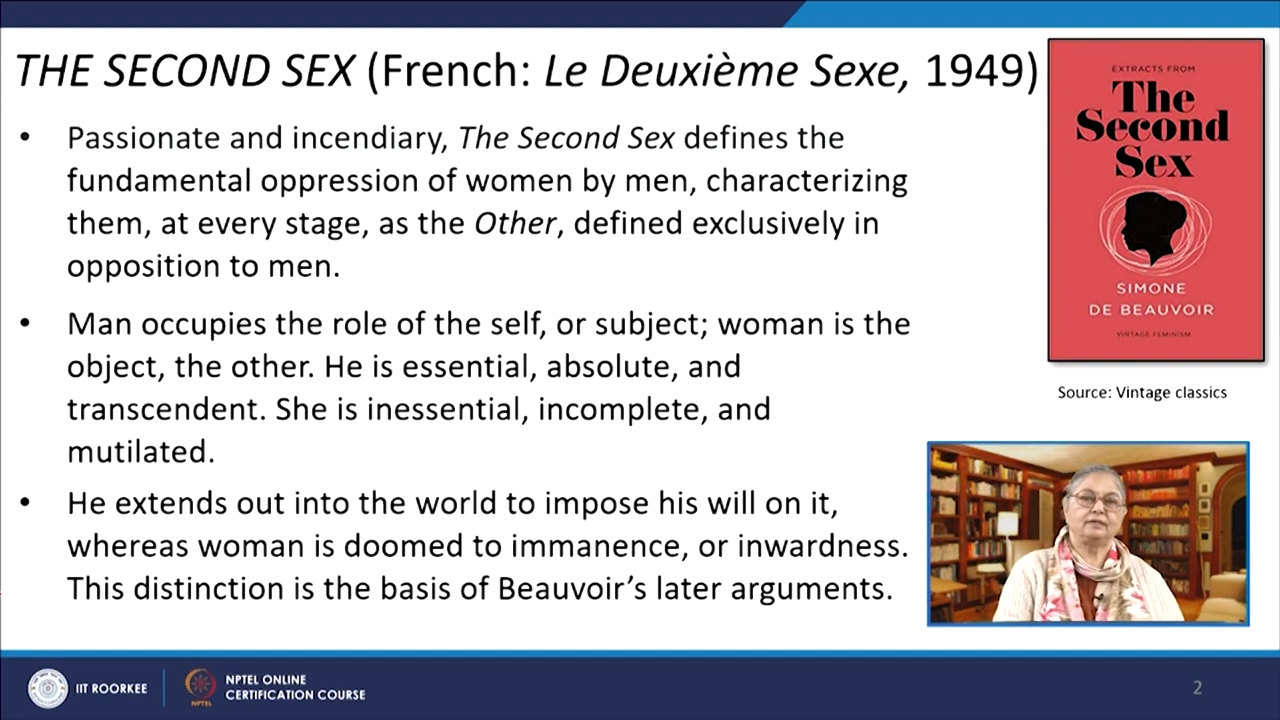 THE SECOND SEX (French: Le Deuxième Sexe, 1949)
• Passionate and incendiary, The Second Sex defines the
fundamental oppression of women by men, characterizing
them, at every stage, as the Other, defined exclusively in
opposition to men.
• Man occupies the role of the self, or subject; woman is the
object, the other. He is essential, absolute, and
transcendent. She is inessential, incomplete, and
mutilated.
• He extends out into the world to impose his will on it,
whereas woman is doomed to immanence, or inwardness.
This distinction is the basis of Beauvoir’s later arguments.
EXTRACTS FROM
The
Second
Sex
SIMONE
DE BEAUVOIR
VINTAGE FEMINISM
Source: Vintage classics
IIT ROORKEE
NPTEL
NPTEL ONLINE
CERTIFICATION COURSE
2